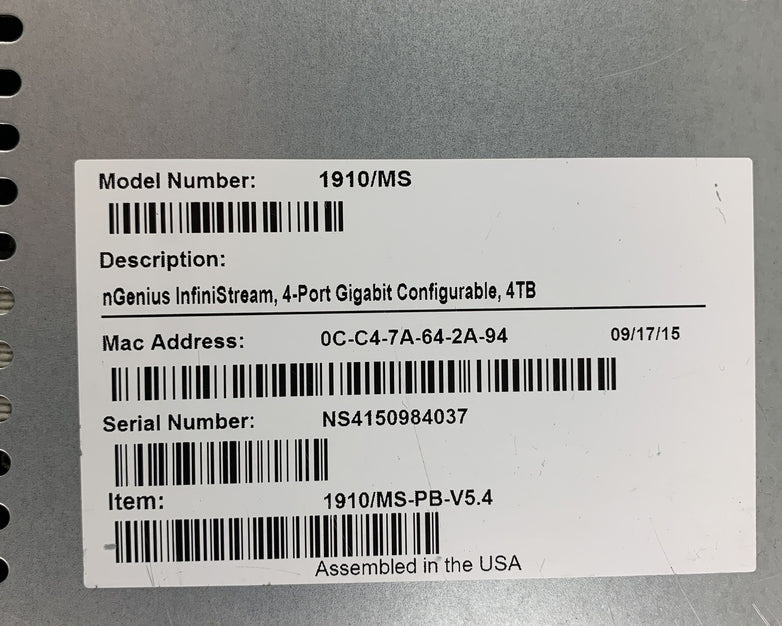 Model Number: 1910/MS
Description:
nGenius InfiniStream, 4-Port Gigabit Configurable, 4TB
Mac Address: 0C-C4-7A-64-2A-94 09/17/15
Serial Number: NS4150984037
Item: 1910/MS-PB-V5.4
Assembled in the USA